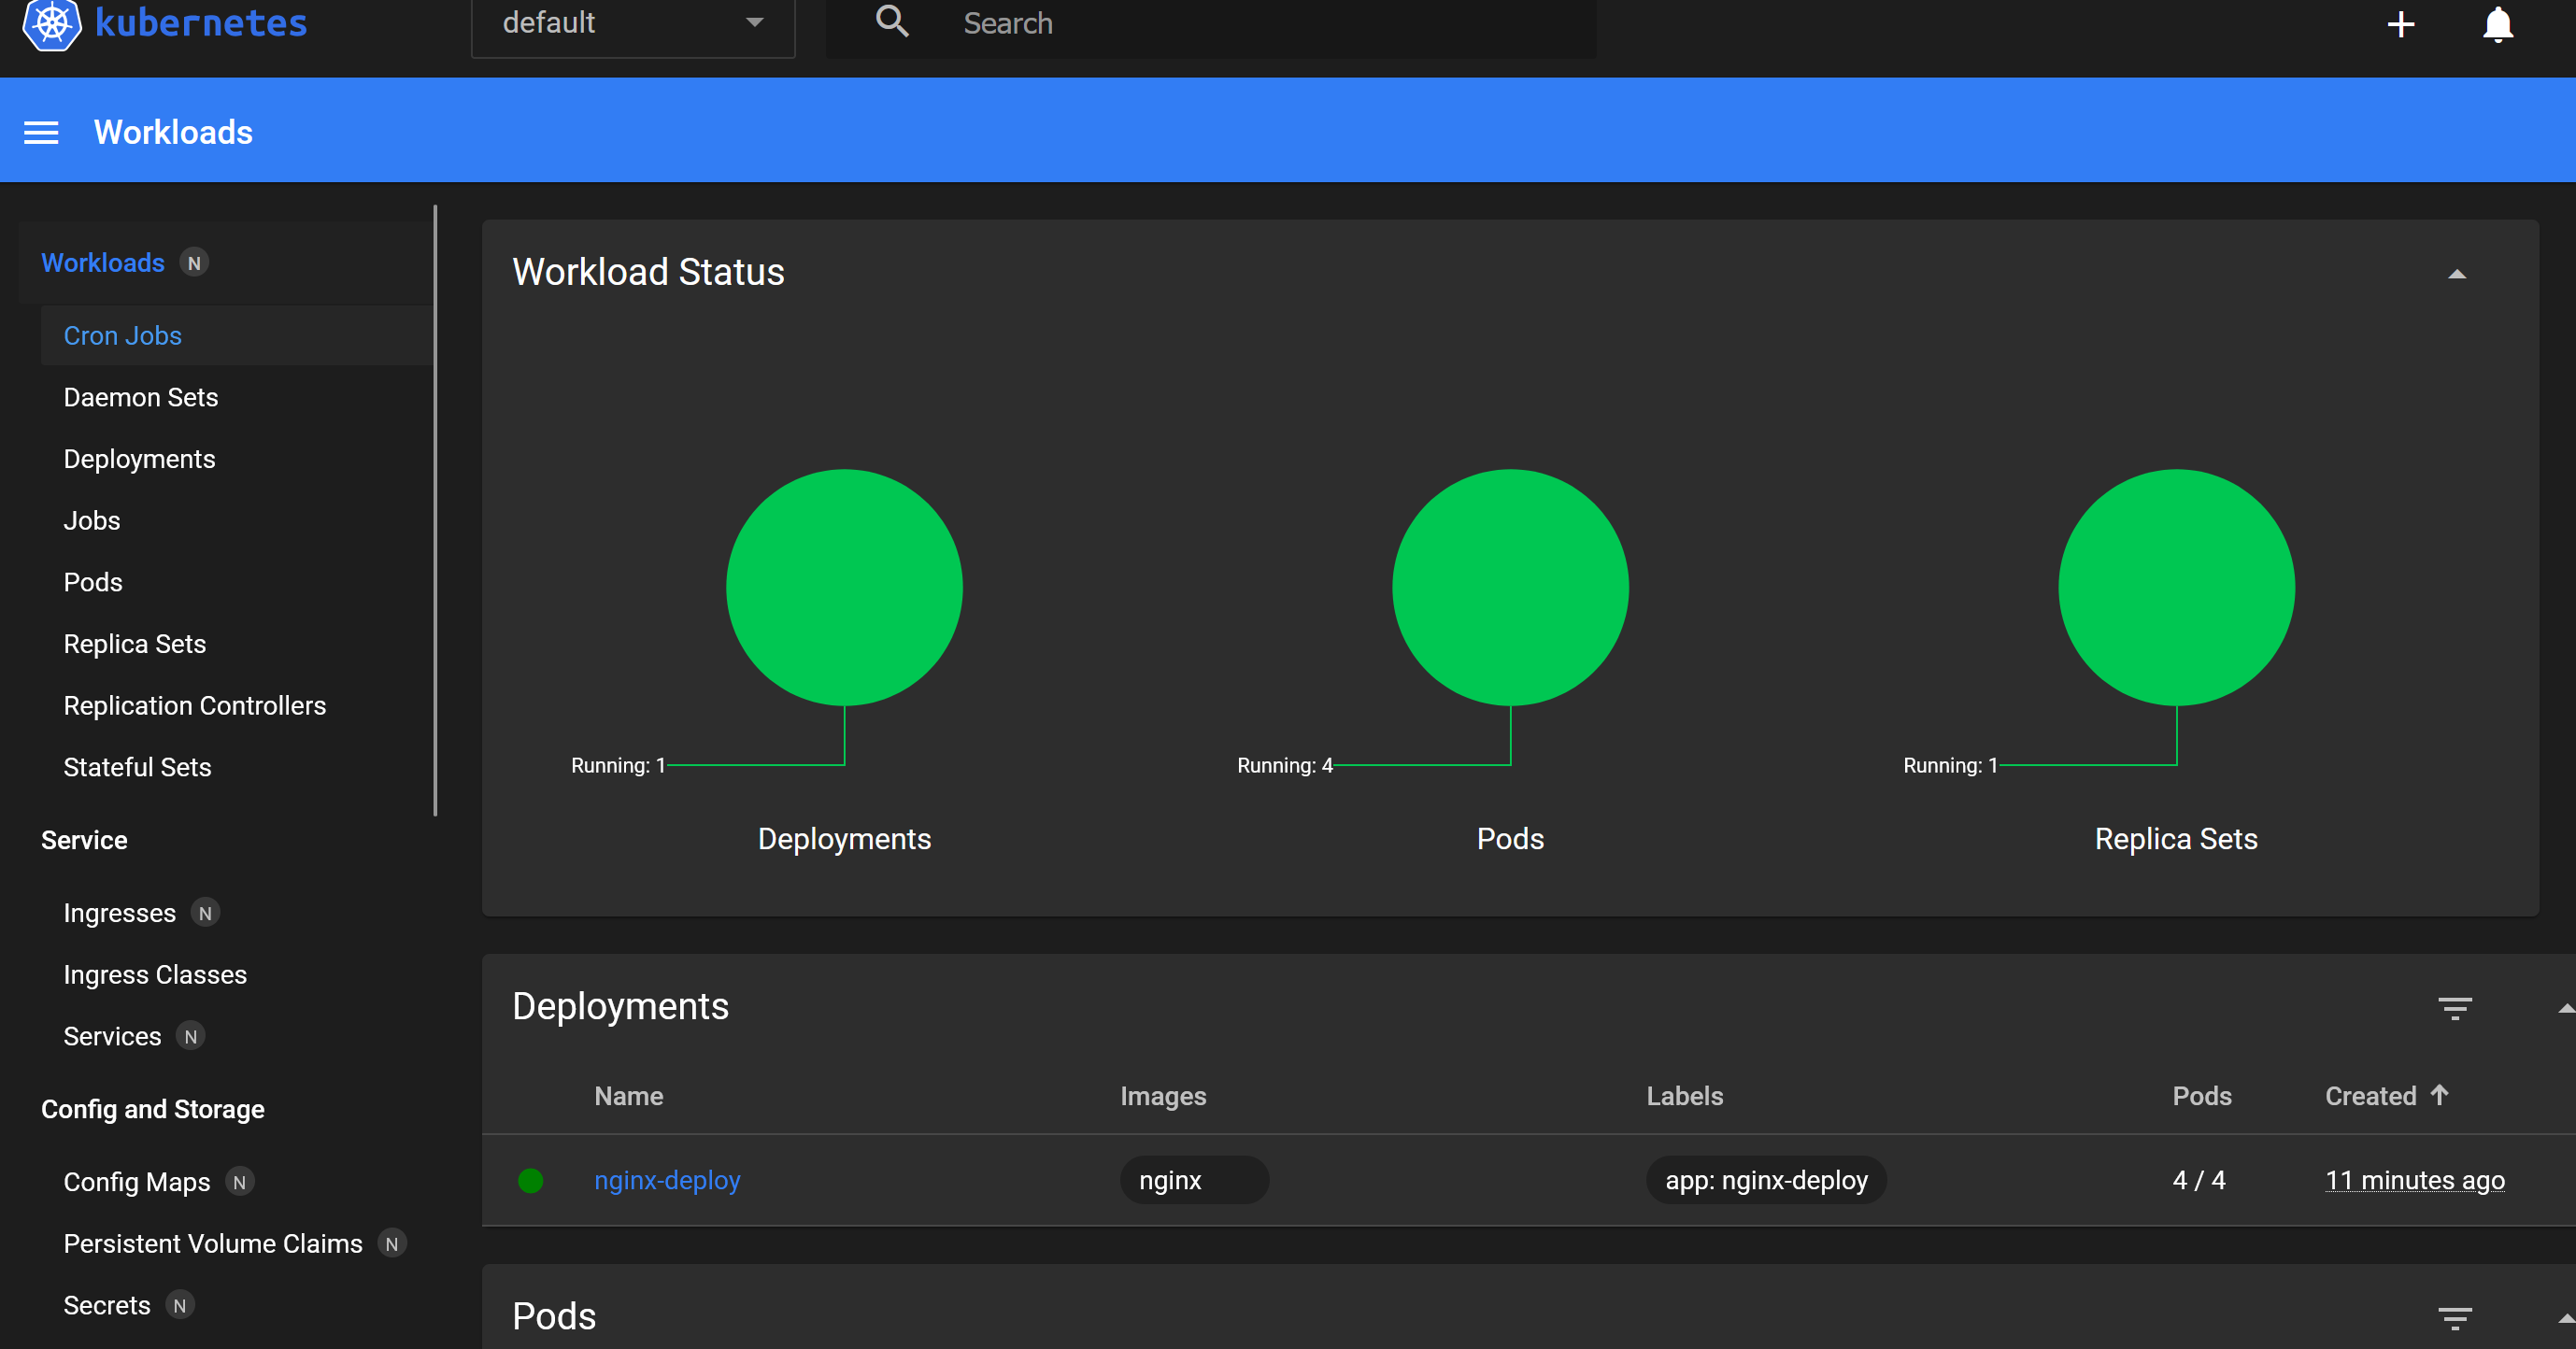 kubernetes
default
Search
Workloads
Workloads N
Cron Jobs
Daemon Sets
Deployments
Jobs
Pods
Replica Sets
Replication Controllers
Stateful Sets
Service
Ingresses N
Ingress Classes
Services N
Config and Storage
Config Maps N
Persistent Volume Claims N
Secrets N
Workload Status
Running: 1
Running: 4
Running: 1
Deployments
Pods
Replica Sets
Deployments
Name Images Labels Pods Created
nginx-deploy nginx app: nginx-deploy 4 / 4 11 minutes ago
Pods